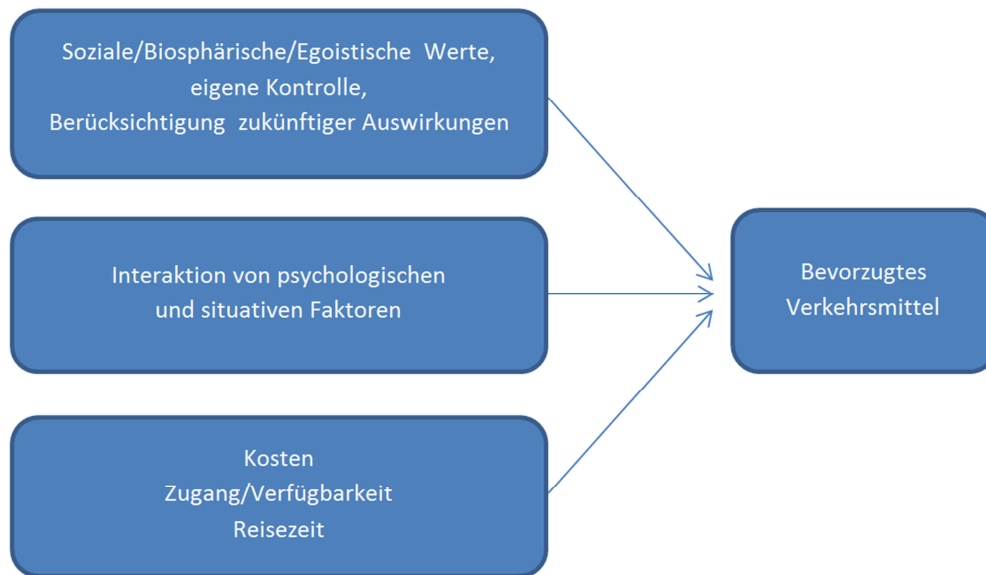 Soziale/Biosphärische/Egoistische Werte,
eigene Kontrolle,
Berücksichtigung zukünftiger Auswirkungen
Interaktion von psychologischen
und situativen Faktoren
Bevorzugtes
Verkehrsmittel
Kosten
Zugang/Verfügbarkeit
Reisezeit